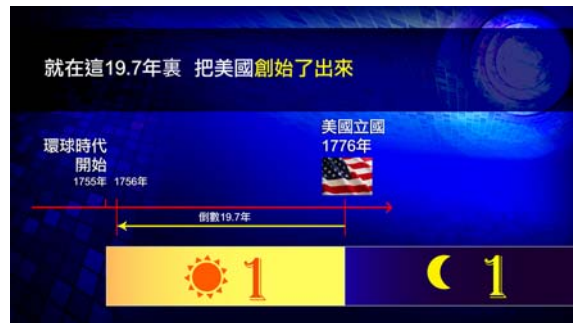 就在這19.7年裏 把美國創始了出來
美國立國
1776年
環球時代
開始
1755年 1756年
倒數19.7年
1
1